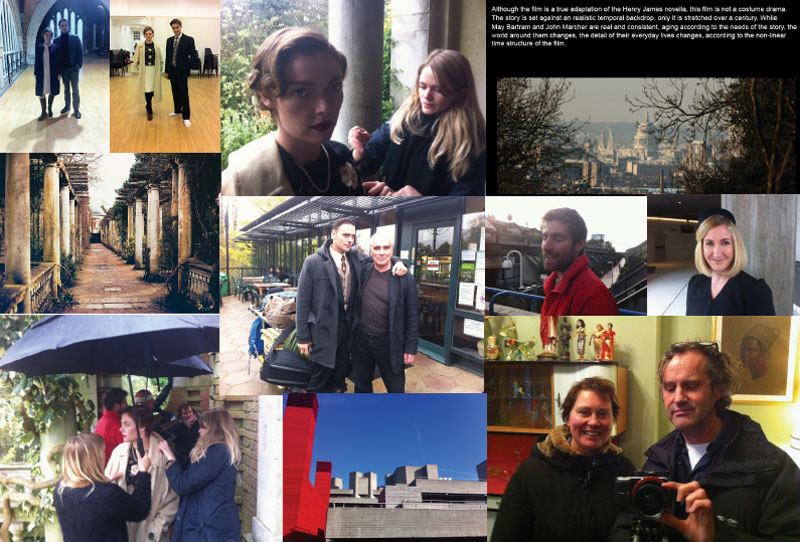 Although the film is a true adaptation of the Henry James novella, this film is not a costume drama.
The story is set against an realistic temporal backdrop, only it is stretched over a century. While
May Bartram and John Marcher are real and consistent, aging according to the needs of the story, the
world around them changes, the detail of their everyday lives changes, according to the non-linear
time structure of the film.